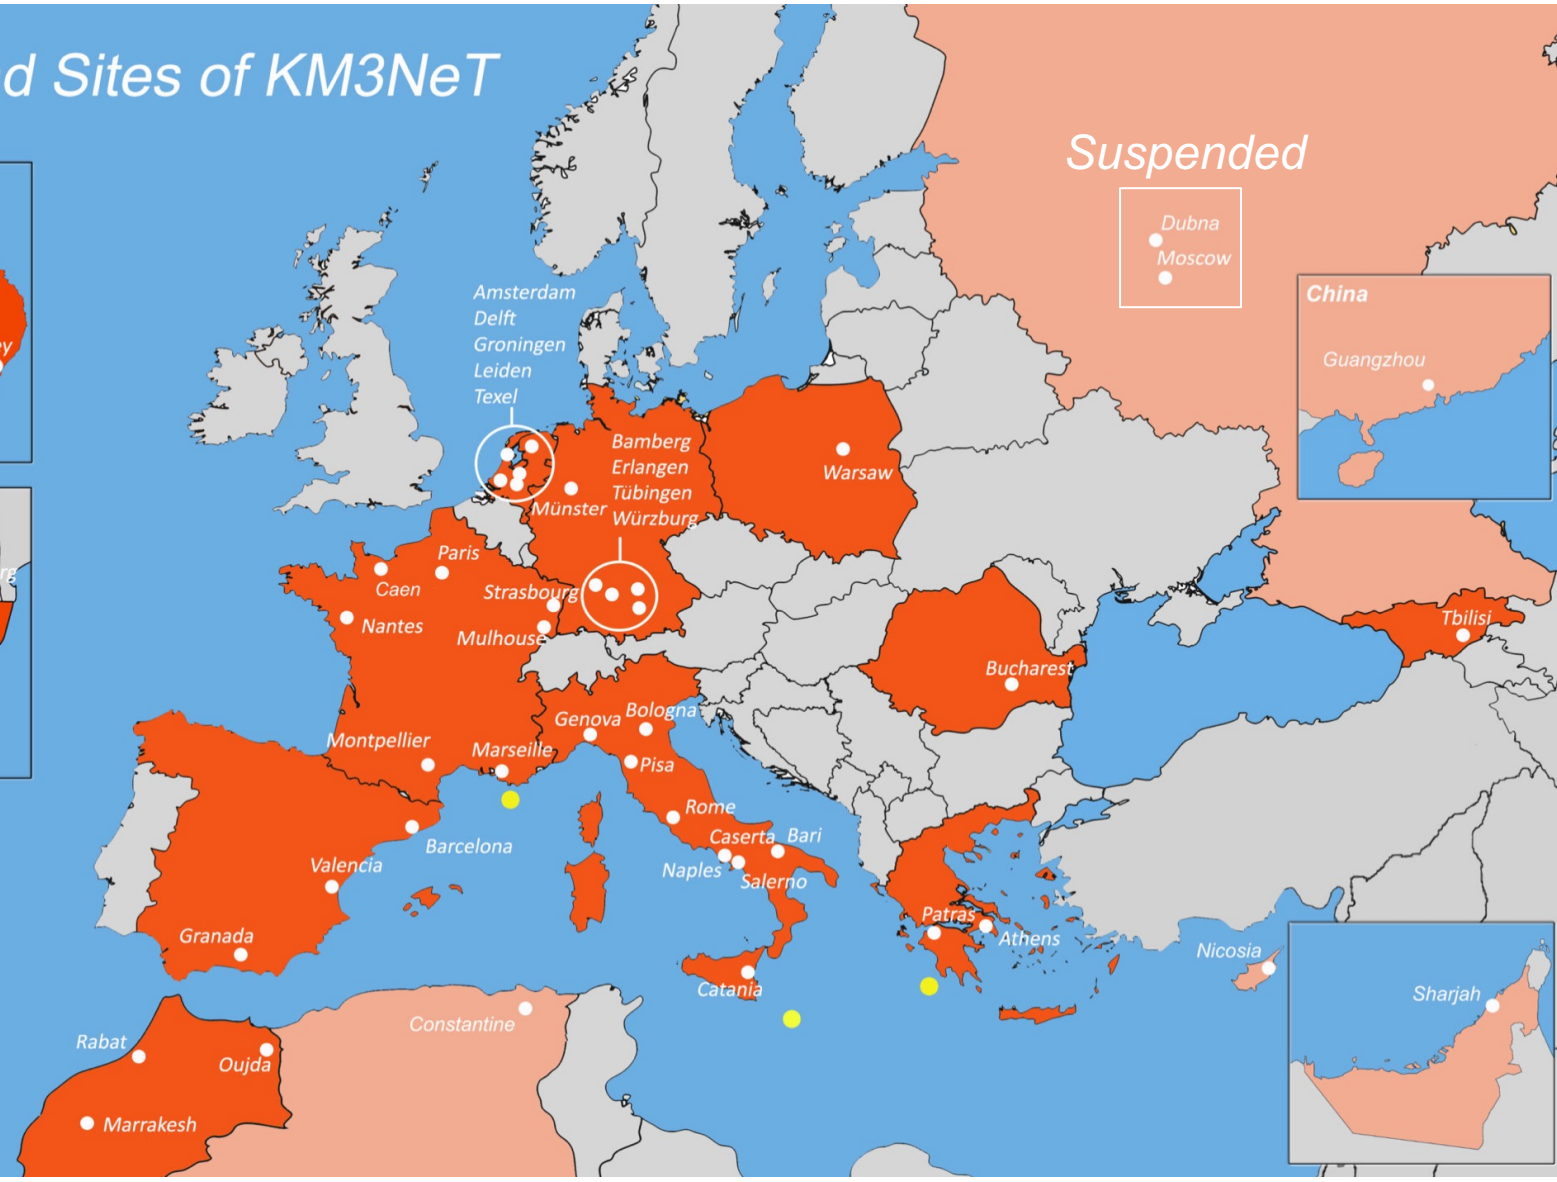 d Sites of KM3NeT
Suspended
Dubna
Moscow
China
Guangzhou
ey
rg
Amsterdam
Delft
Groningen
Leiden
Texel
Bamberg
Erlangen
Tübingen
Würzburg
Münster
Warsaw
Paris
Caen
Strasbourg
Nantes
Mulhouse
Tbilisi
Bucharest
Genova
Bologna
Montpellier
Marseille
Pisa
Rome
Caserta
Bari
Barcelona
Naples
Salerno
Valencia
Granada
Patras
Athens
Nicosia
Catania
Sharjah
Constantine
Rabat
Oujda
Marrakesh